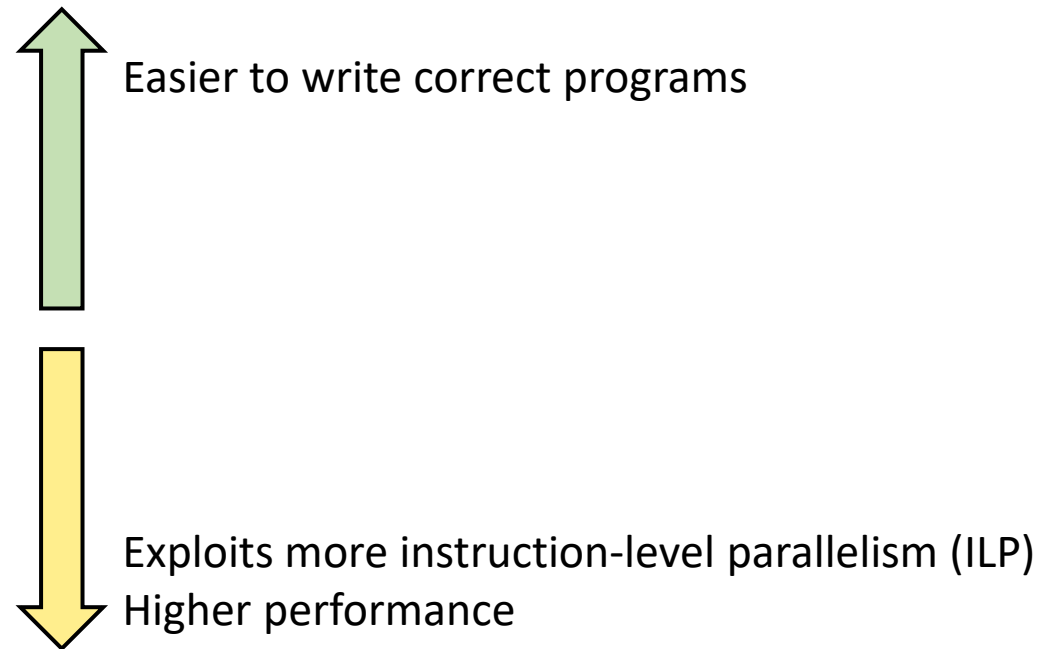 Easier to write correct programs
Exploits more instruction-level parallelism (ILP)
Higher performance